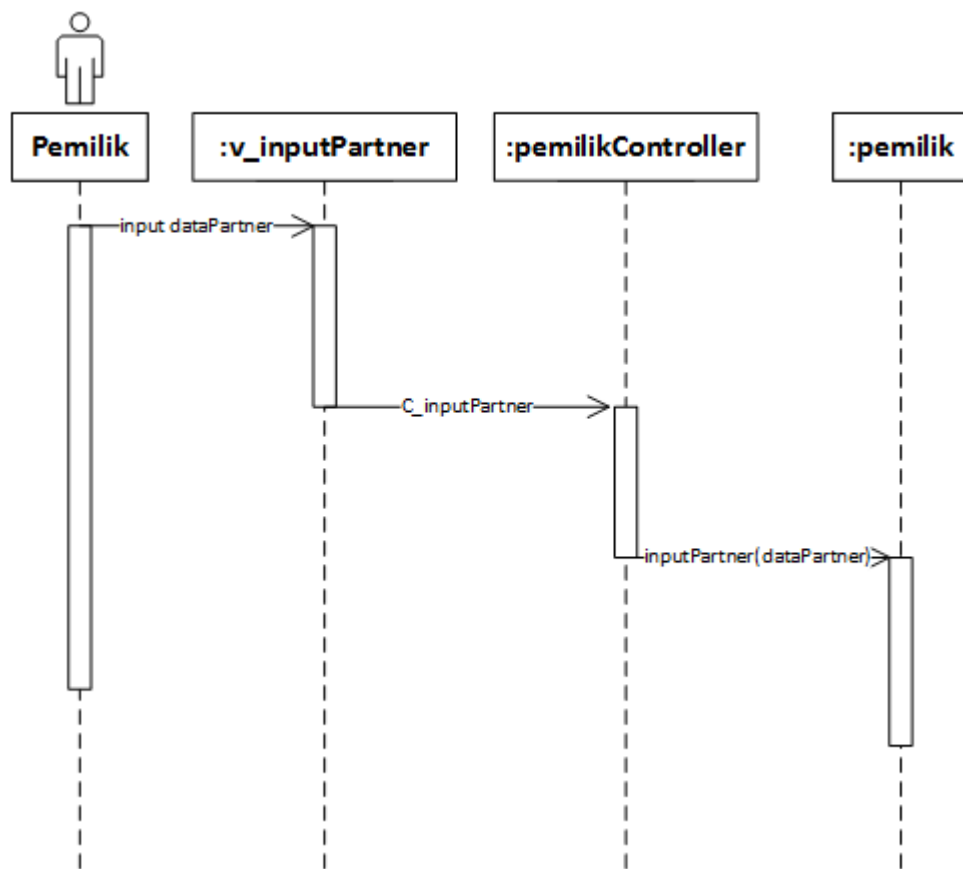 Pemilik
:v_inputPartner
:pemilikController
:pemilik
input dataPartner
C_inputPartner
inputPartner(dataPartner)